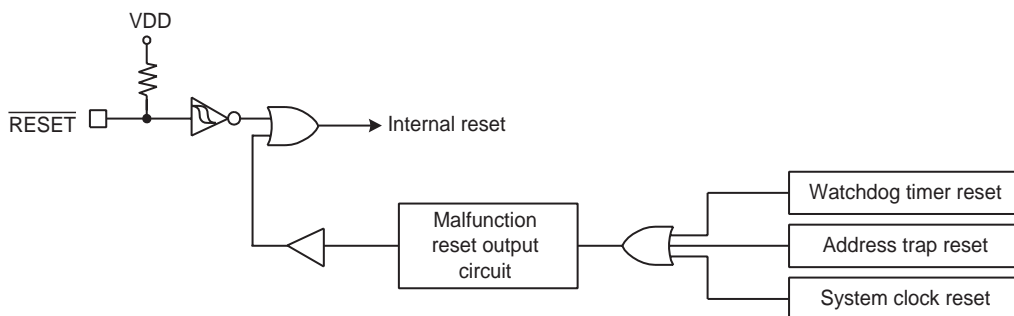 VDD
RESET
Internal reset
Watchdog timer reset
Malfunction
reset output
circuit
Address trap reset
System clock reset